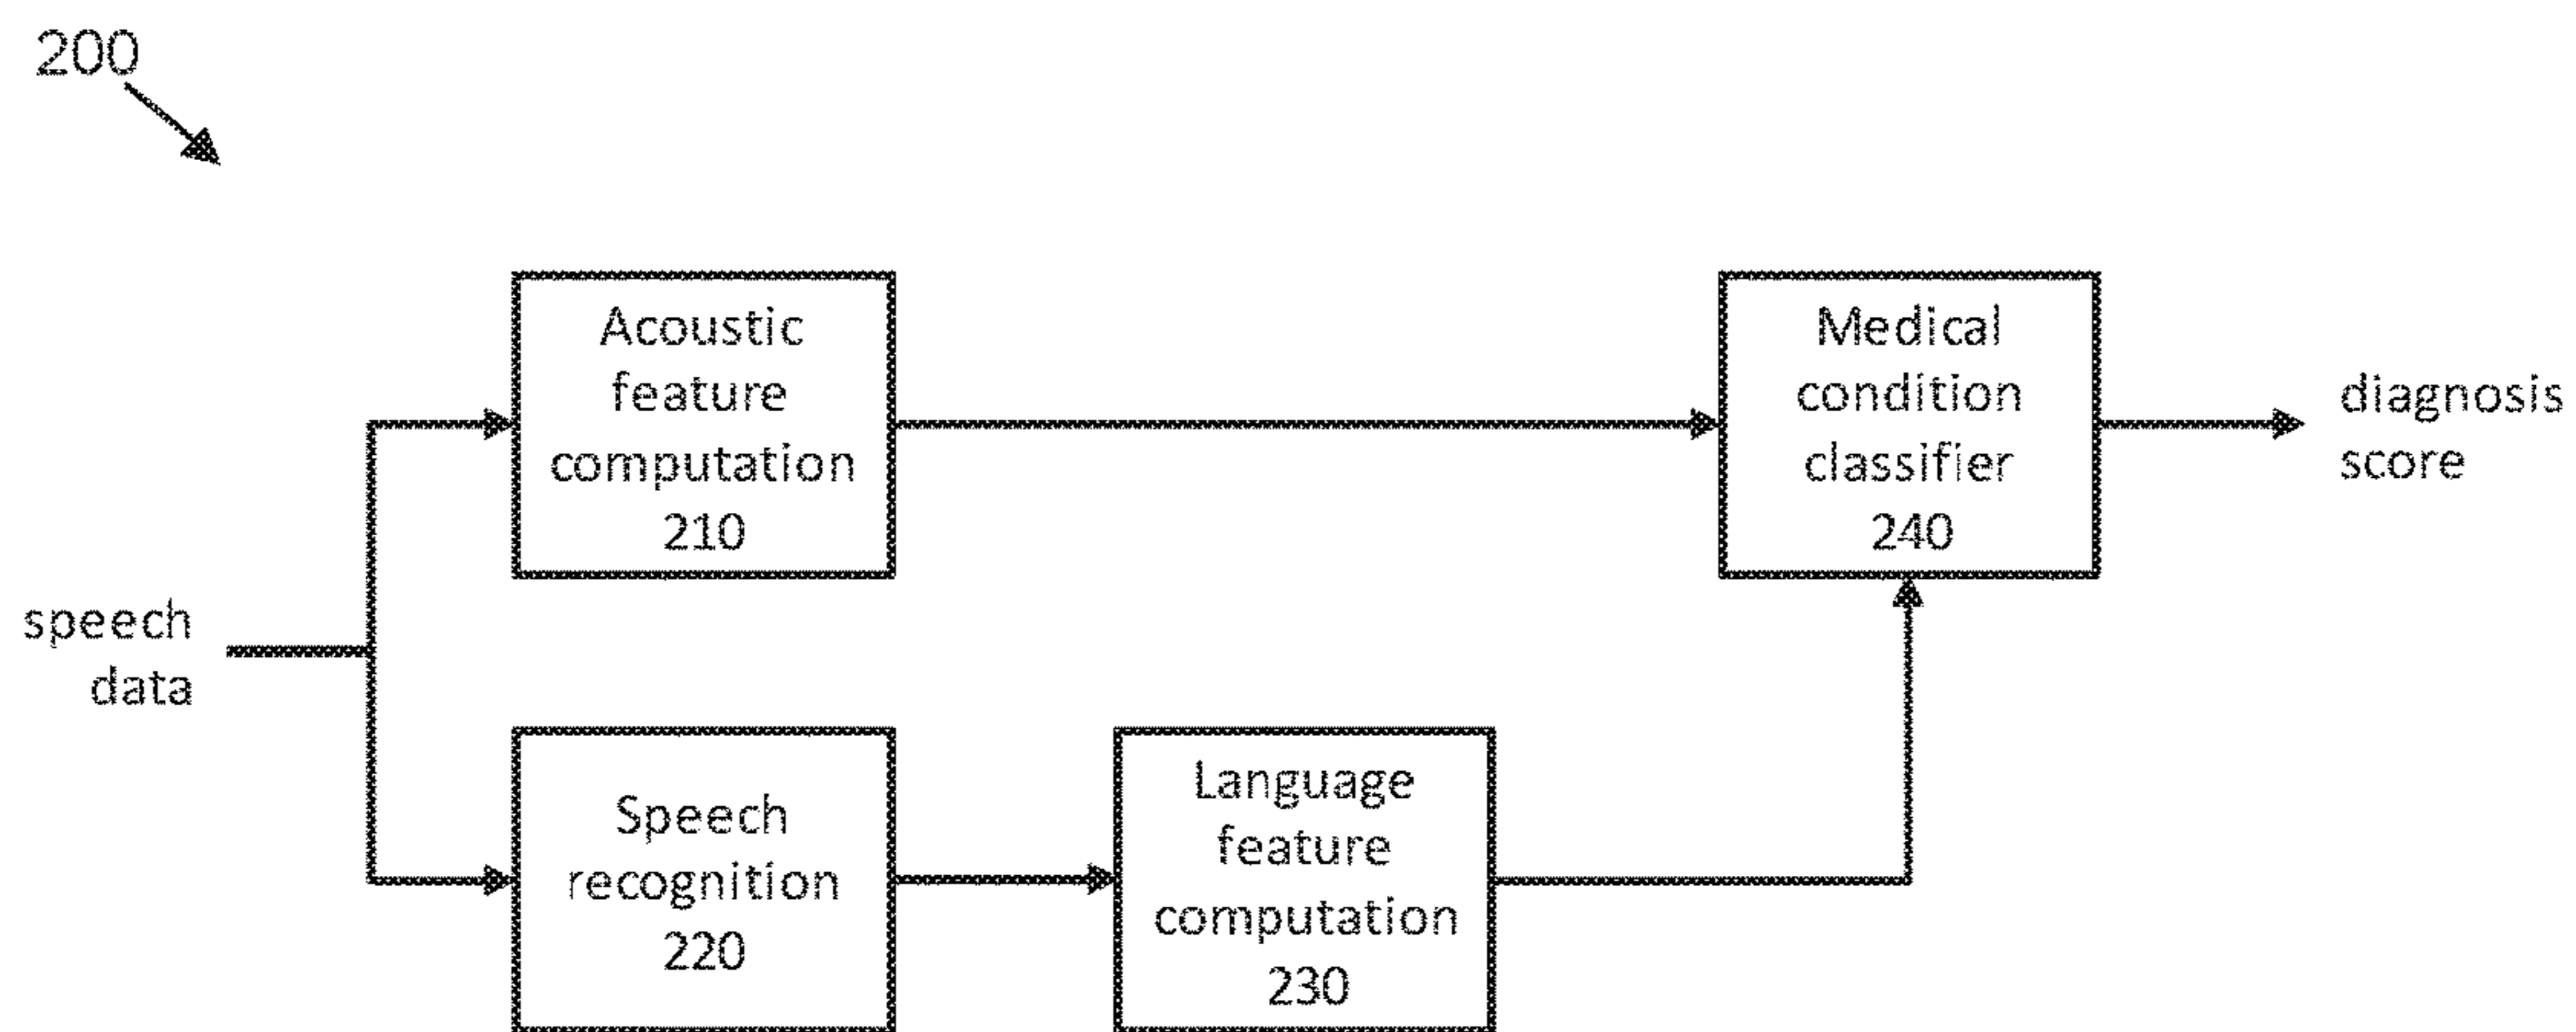 200
Acoustic
feature
computation
210
Medical
condition
classifier
240
diagnosis
score
speech
data
Speech
recognition
220
Language
feature
computation
230